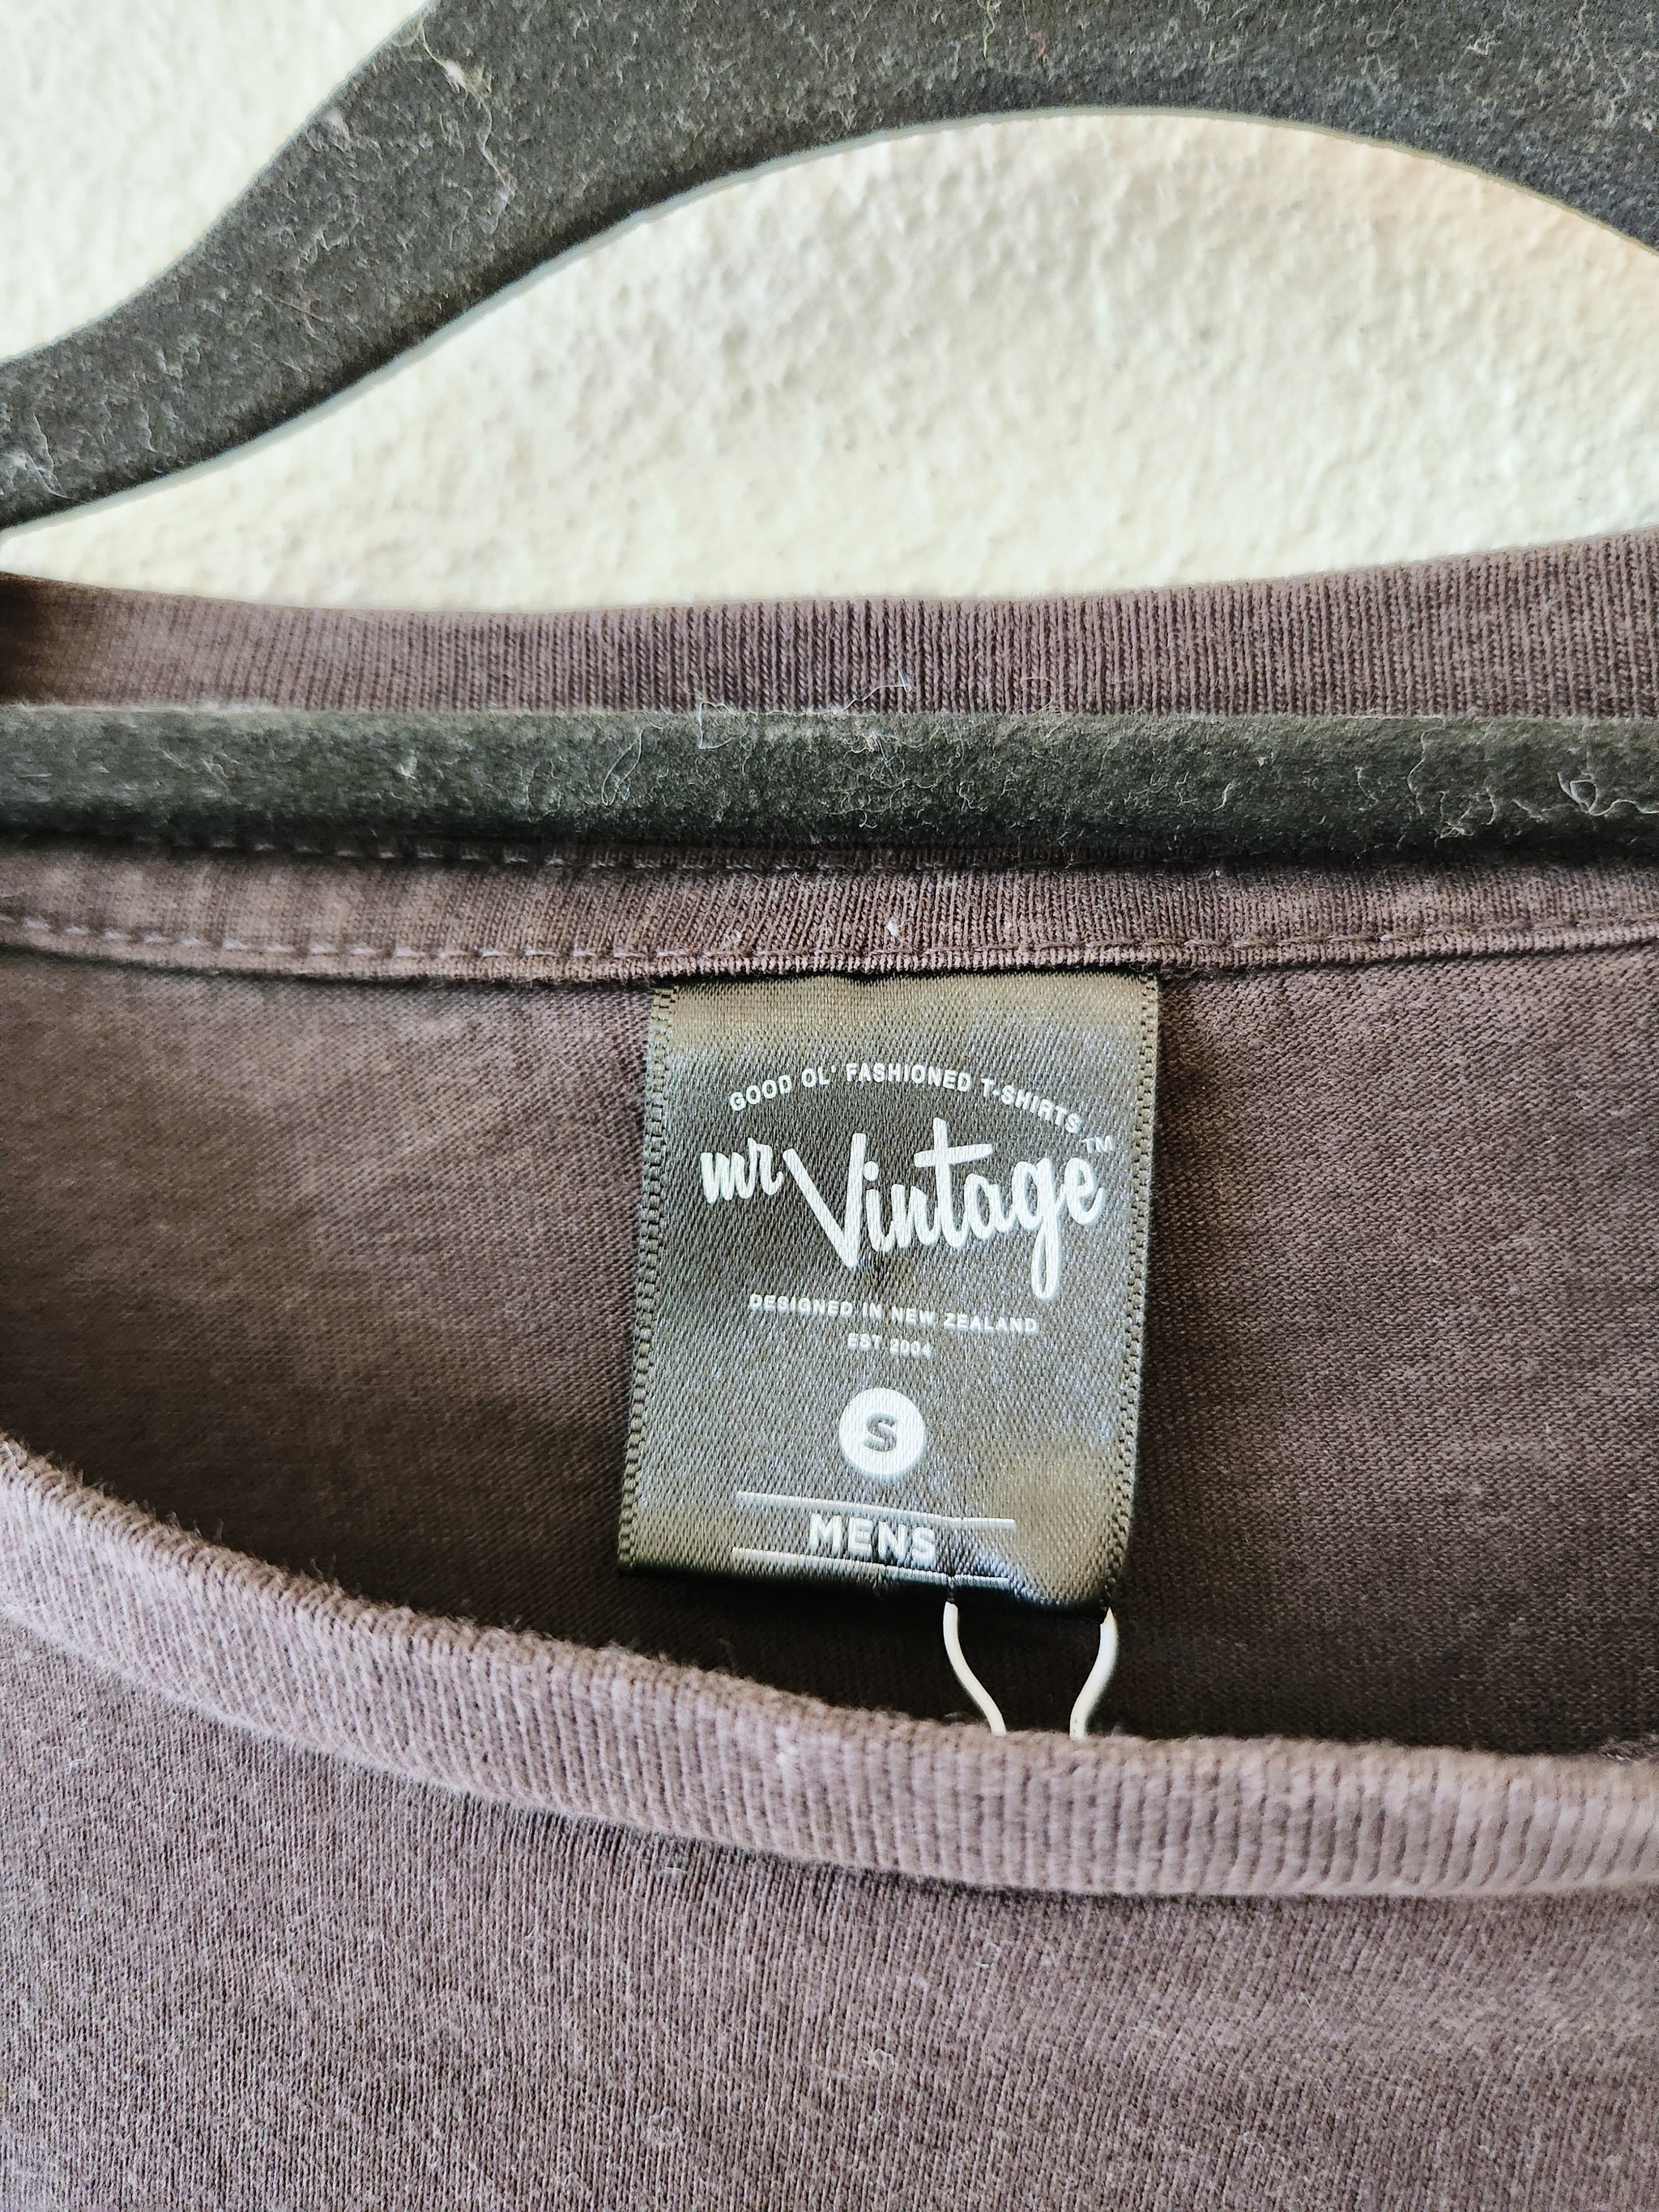 GOOD OL' FASHIONED T-SHIRTS
mr Vintage™
DESIGNED IN NEW ZEALAND
EST 2004
S
MENS